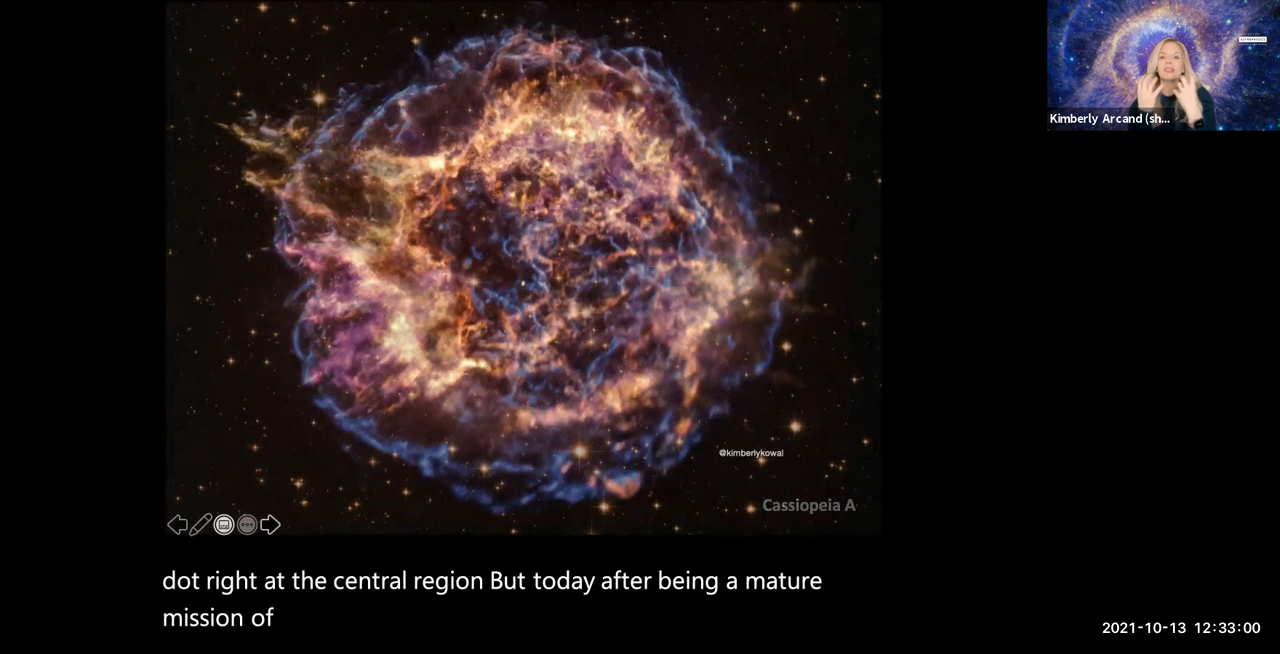 Kimberly Arcand (sh...
@kimberlykowal
Cassiopeia A
dot right at the central region But today after being a mature
mission of
2021-10-13 12:33:00